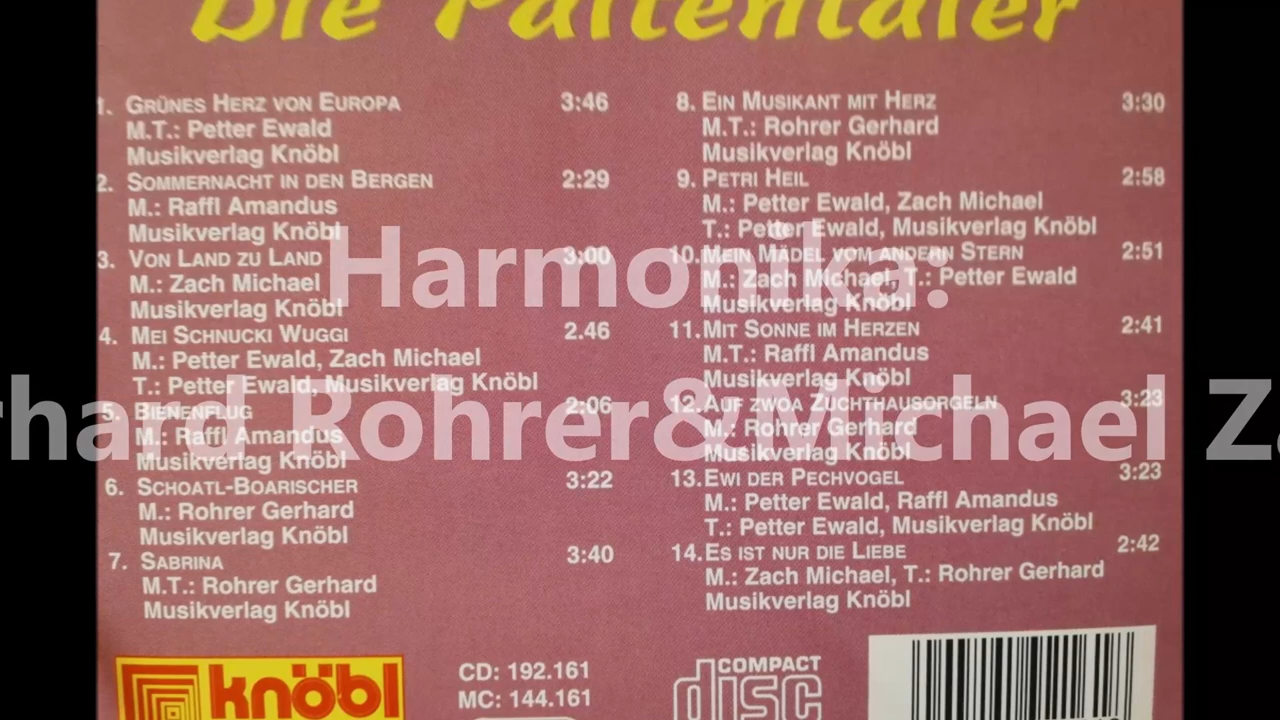 Die Paltentaler
1. GRÜNES HERZ VON EUROPA 3:46
M.T.: Petter Ewald
Musikverlag Knöbl
2. SOMMERNACHT IN DEN BERGEN 2:29
M.: Raffl Amandus
Musikverlag Knöbl
3. VON LAND ZU LAND 3:00
M.: Zach Michael
Musikverlag Knöbl
4. MEI SCHNUCKI WUGGI 2.46
M.: Petter Ewald, Zach Michael
T.: Petter Ewald, Musikverlag Knöbl
5. BIENENFLUG 2:06
M.: Raffl Amandus
Musikverlag Knöbl
6. SCHOATL-BOARISCHER 3:22
M.: Rohrer Gerhard
Musikverlag Knöbl
7. SABRINA 3:40
M.T.: Rohrer Gerhard
Musikverlag Knöbl
8. EIN MUSIKANT MIT HERZ 3:30
M.T.: Rohrer Gerhard
Musikverlag Knöbl
9. PETRI HEIL 2:58
M.: Petter Ewald, Zach Michael
T.: Petter Ewald, Musikverlag Knöbl
10. MEIN MÄDEL VOM ANDERN STERN 2:51
M.: Zach Michael, T.: Petter Ewald
Musikverlag Knöbl
11. MIT SONNE IM HERZEN 2:41
M.T.: Raffl Amandus
Musikverlag Knöbl
12. AUF ZWOA ZUCHTHAUSORGELN 3:23
M.: Rohrer Gerhard
Musikverlag Knöbl
13. EWI DER PECHVOGEL 3:23
M.: Petter Ewald, Raffl Amandus
T.: Petter Ewald, Musikverlag Knöbl
14. ES IST NUR DIE LIEBE 2:42
M.: Zach Michael, T.: Rohrer Gerhard
Musikverlag Knöbl
Harmonika:
rhard Rohrer&Michael Za
knöbl
CD: 192.161
MC: 144.161
COMPACT
disc